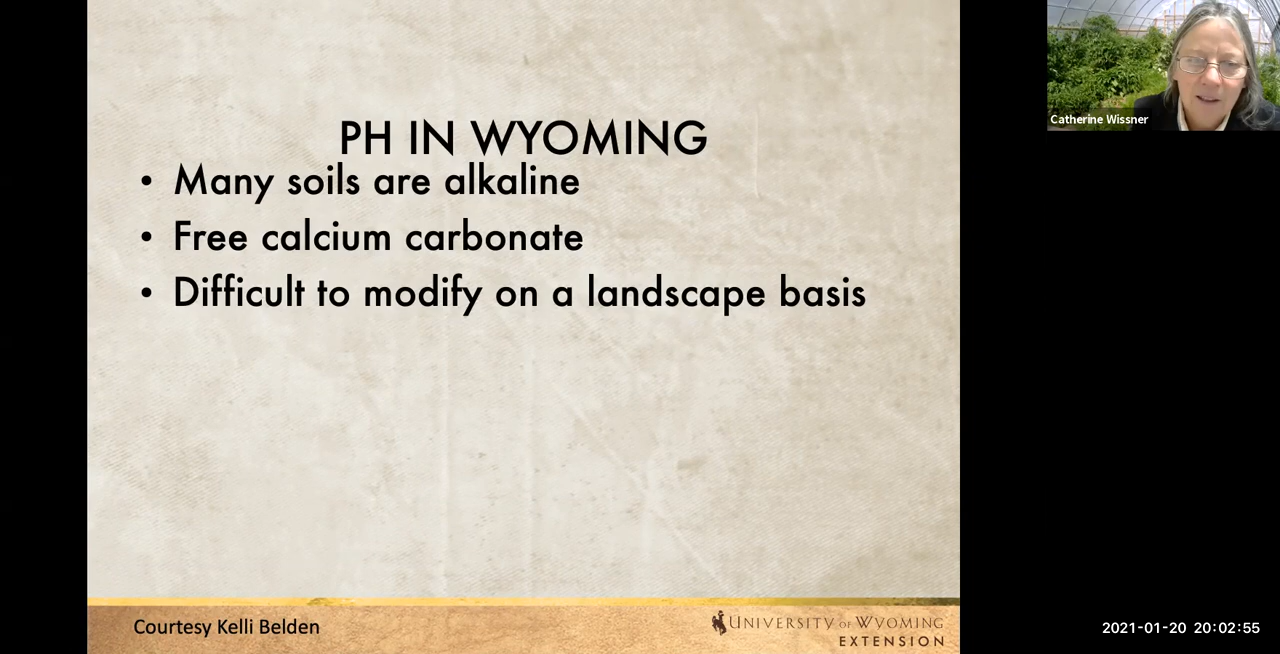 PH IN WYOMING
• Many soils are alkaline
• Free calcium carbonate
• Difficult to modify on a landscape basis
Courtesy Kelli Belden
UNIVERSITY OF WYOMING
EXTENSION
Catherine Wissner
2021-01-20 20:02:55